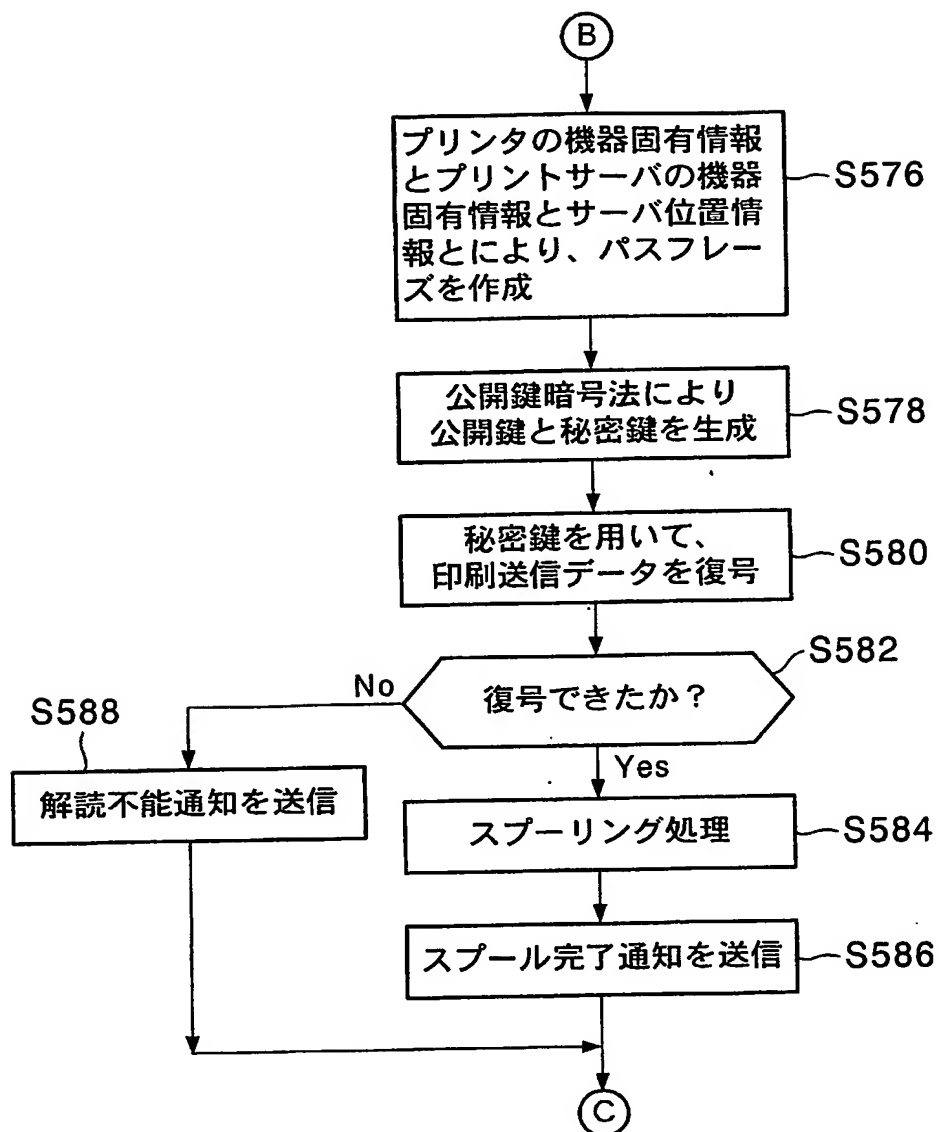 B
プリンタの機器固有情報
とプリントサーバの機器
固有情報とサーバ位置情
報とにより、パスフレー
ズを作成
S576
公開鍵暗号法により
公開鍵と秘密鍵を生成
S578
秘密鍵を用いて、
印刷送信データを復号
S580
復号できたか？
S582
No
Yes
S588
解読不能通知を送信
スプーリング処理
S584
スプール完了通知を送信
S586
C